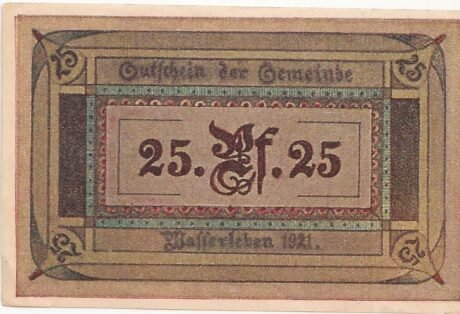 25 25
Gutschein der Gemeinde
25. Pf. 25
Wasserleben 1921.
25 25